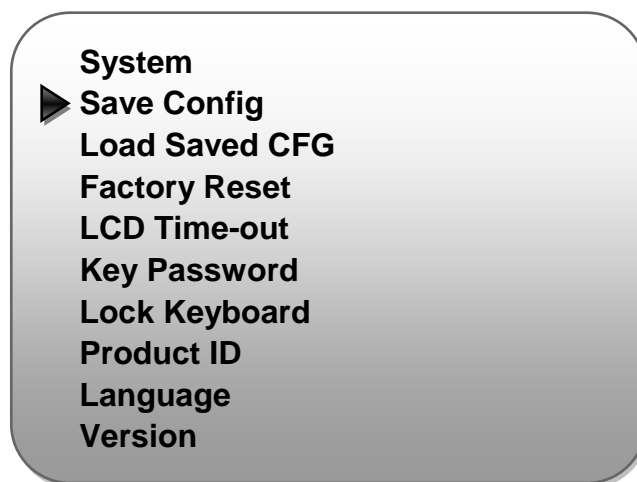 System
Save Config
Load Saved CFG
Factory Reset
LCD Time-out
Key Password
Lock Keyboard
Product ID
Language
Version